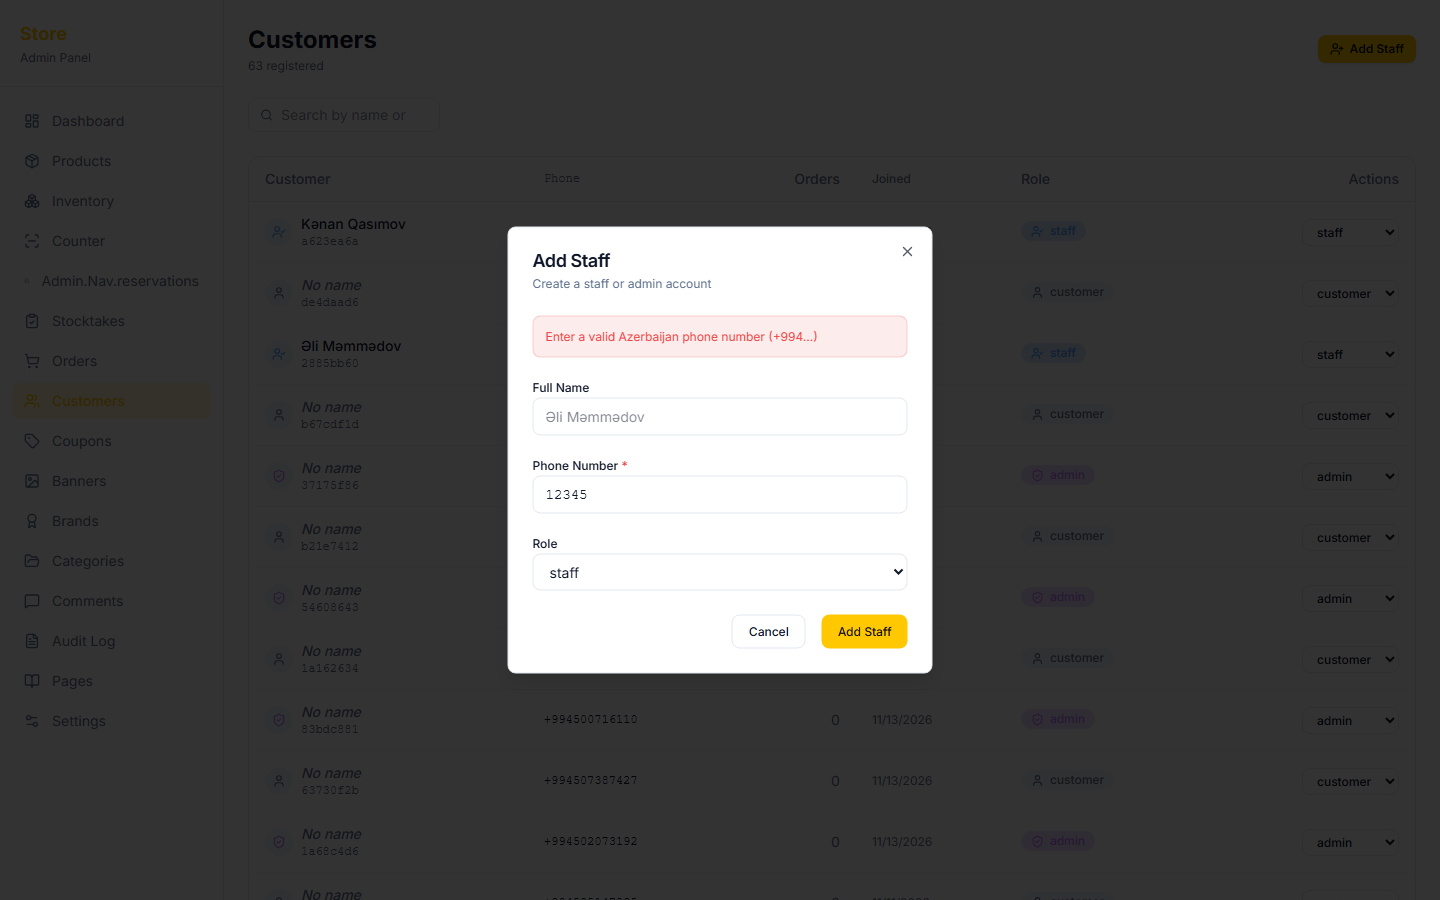 Store
Admin Panel
Dashboard
Products
Inventory
Counter
Admin.Nav.reservations
Stocktakes
Orders
Customers
Coupons
Banners
Brands
Categories
Comments
Audit Log
Pages
Settings
Customers
63 registered
Add Staff
Search by name or
Customer Phone Orders Joined Role Actions
Kənan Qasımov
a623ea6a
staff staff
No name
de4daad6
customer customer
Əli Məmmədov
2885bb60
staff staff
No name
b67cdf1d
customer customer
No name
37175f86
admin admin
No name
b21e7412
customer customer
No name
54608643
admin admin
No name
1a162634
customer customer
No name
83bdc881
+994500716110 0 11/13/2026 admin admin
No name
63730f2b
+994507387427 0 11/13/2026 customer customer
No name
1a68c4d6
+994502073192 0 11/13/2026 admin admin
No name
Add Staff
Create a staff or admin account
Enter a valid Azerbaijan phone number (+994...)
Full Name
Əli Məmmədov
Phone Number *
12345
Role
staff
Cancel
Add Staff